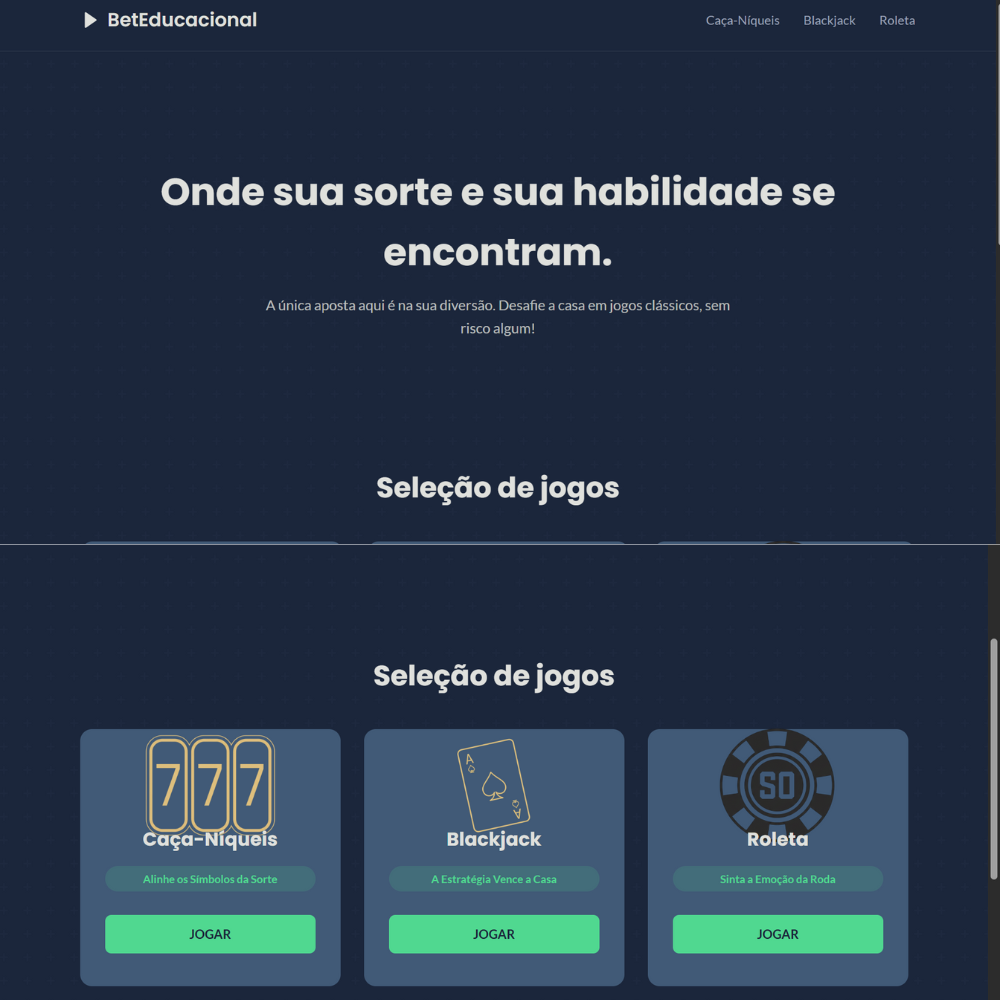 BetEducacional
Caça-Níqueis Blackjack Roleta
Onde sua sorte e sua habilidade se
encontram.
A única aposta aqui é na sua diversão. Desafie a casa em jogos clássicos, sem
risco algum!
Seleção de jogos
Seleção de jogos
777
Caça-Níqueis
Alinhe os Símbolos da Sorte
JOGAR
A
A
Blackjack
A Estratégia Vence a Casa
JOGAR
SO
Roleta
Sinta a Emoção da Roda
JOGAR